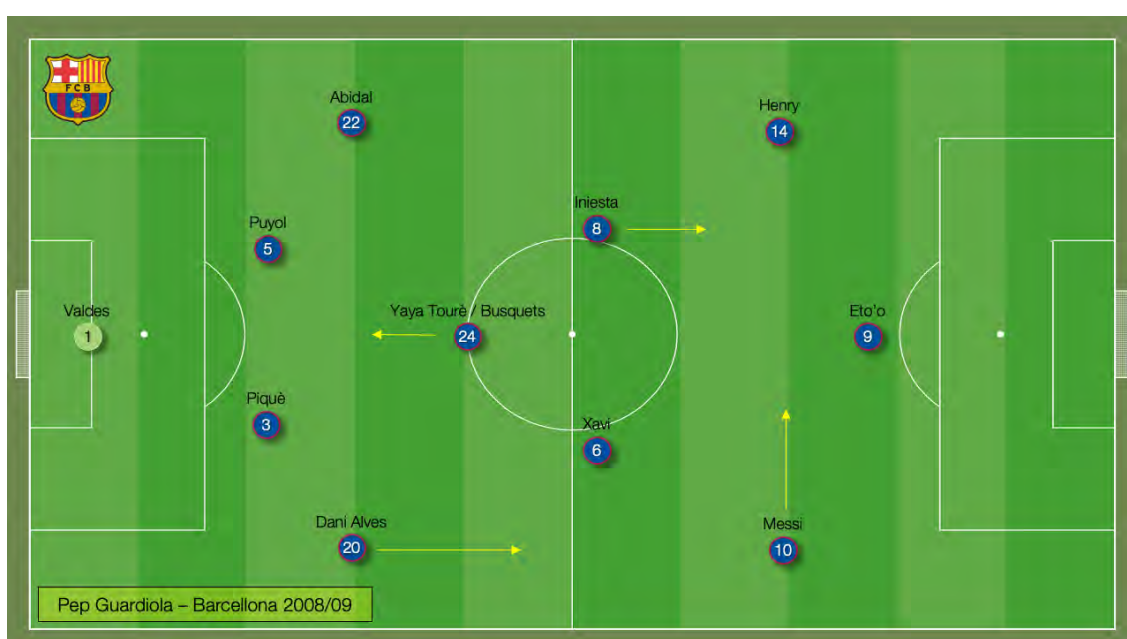 FCB
Abidal
22
Henry
14
Iniesta
8
Puyol
5
Valdes
1
Yaya Tourè / Busquets
24
Eto'o
9
Piquè
3
Xavi
6
Dani Alves
20
Messi
10
Pep Guardiola – Barcellona 2008/09